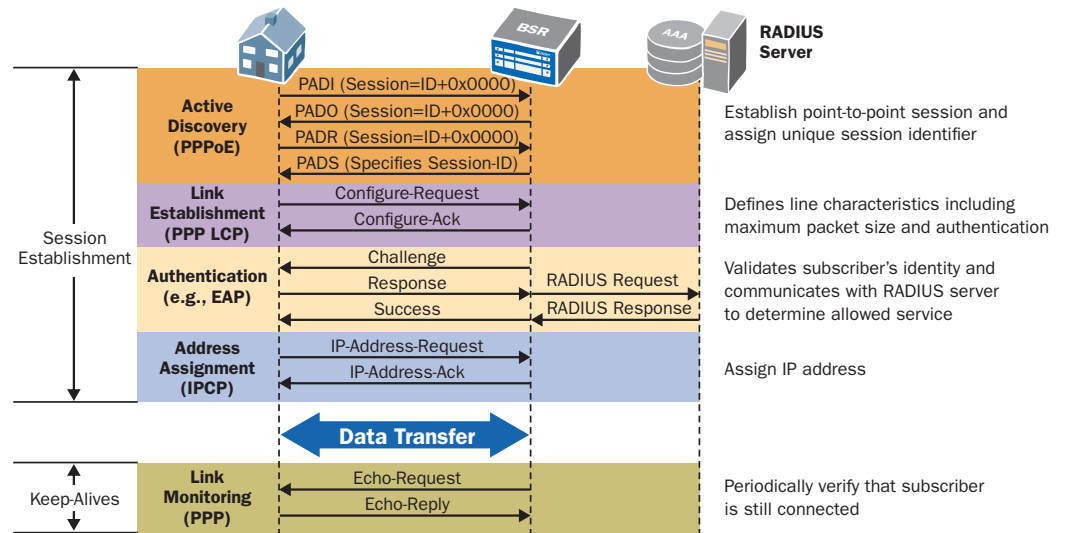 BSR
AAA
RADIUS
Server
Session
Establishment
Active
Discovery
(PPPoE)
PADI (Session=ID+0x0000)
PADO (Session=ID+0x0000)
PADR (Session=ID+0x0000)
PADS (Specifies Session-ID)
Establish point-to-point session and
assign unique session identifier
Link
Establishment
(PPP LCP)
Configure-Request
Configure-Ack
Defines line characteristics including
maximum packet size and authentication
Authentication
(e.g., EAP)
Challenge
Response
RADIUS Request
Success
RADIUS Response
Validates subscriber's identity and
communicates with RADIUS server
to determine allowed service
Address
Assignment
(IPCP)
IP-Address-Request
IP-Address-Ack
Assign IP address
Data Transfer
Keep-Alives
Link
Monitoring
(PPP)
Echo-Request
Echo-Reply
Periodically verify that subscriber
is still connected